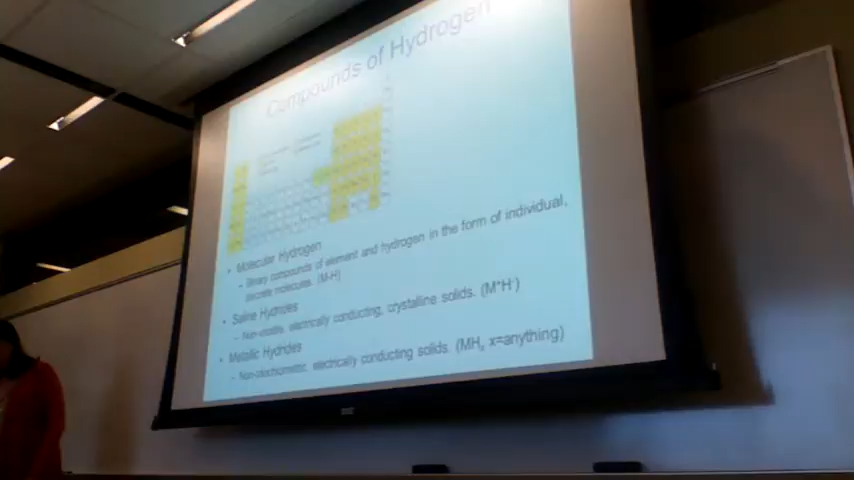 Compounds of Hydrogen
• Molecular Hydrogen
– Binary compounds of element and hydrogen in the form of individual,
discrete molecules. (M-H)
• Saline Hydrides
– Non-volatile, electrically conducting, crystalline solids. (M⁺H⁻)
• Metallic Hydrides
– Non-stoichiometric, electrically conducting solids. (MHₓ x=anything)